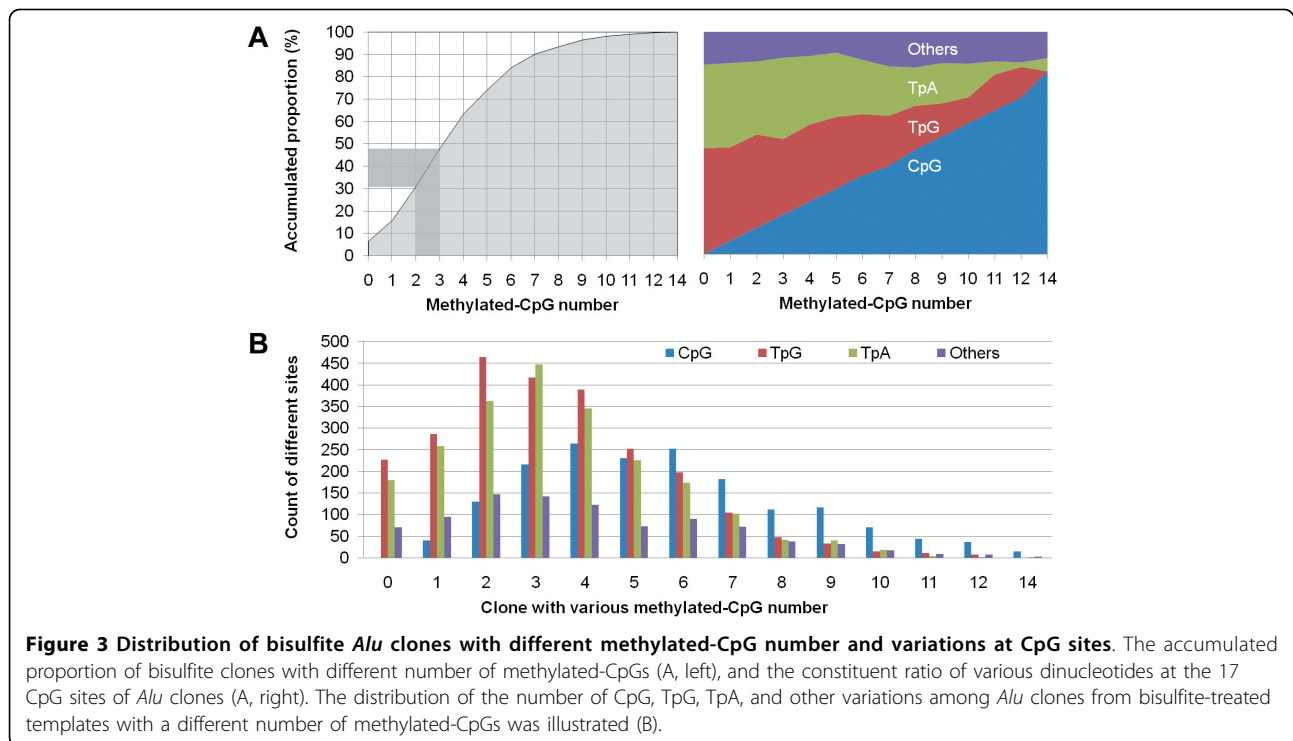 A
Accumulated proportion (%)
100
90
80
70
60
50
40
30
20
10
0
0 1 2 3 4 5 6 7 8 9 10 11 12 14
Methylated-CpG number
Others
TpA
TpG
CpG
0 1 2 3 4 5 6 7 8 9 10 11 12 14
Methylated-CpG number
B
Count of different sites
500
450
400
350
300
250
200
150
100
50
0
CpG TpG TpA Others
0 1 2 3 4 5 6 7 8 9 10 11 12 14
Clone with various methylated-CpG number
Figure 3 Distribution of bisulfite Alu clones with different methylated-CpG number and variations at CpG sites. The accumulated
proportion of bisulfite clones with different number of methylated-CpGs (A, left), and the constituent ratio of various dinucleotides at the 17
CpG sites of Alu clones (A, right). The distribution of the number of CpG, TpG, TpA, and other variations among Alu clones from bisulfite-treated
templates with a different number of methylated-CpGs was illustrated (B).